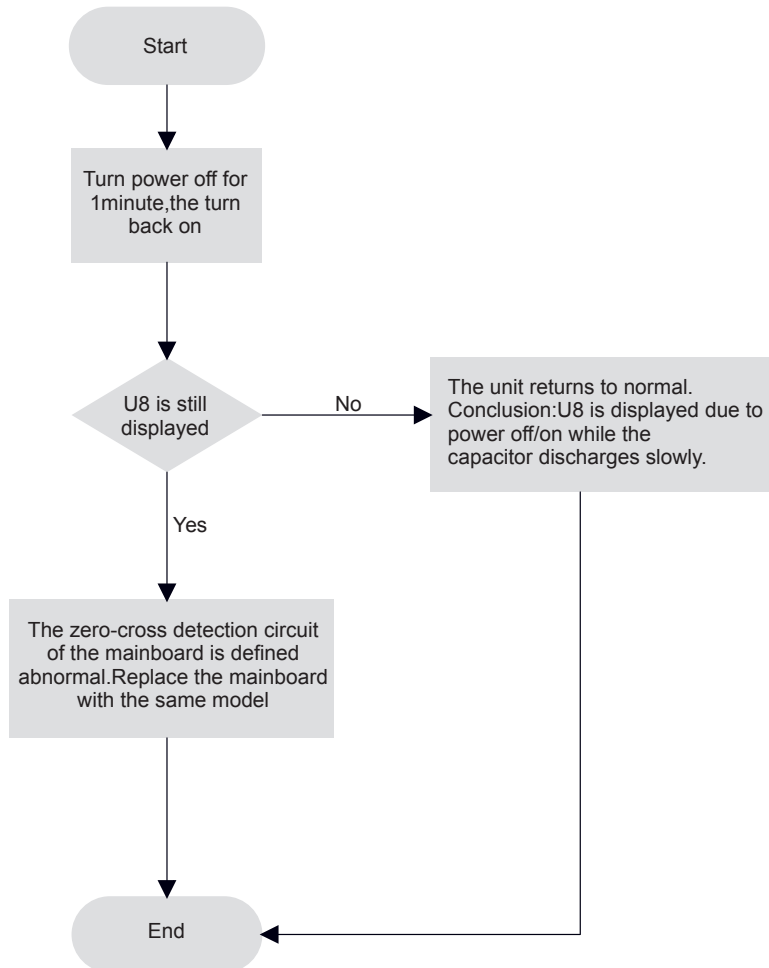 Start
Turn power off for
1minute,the turn
back on
U8 is still
displayed
No
The unit returns to normal.
Conclusion:U8 is displayed due to
power off/on while the
capacitor discharges slowly.
Yes
The zero-cross detection circuit
of the mainboard is defined
abnormal.Replace the mainboard
with the same model
End